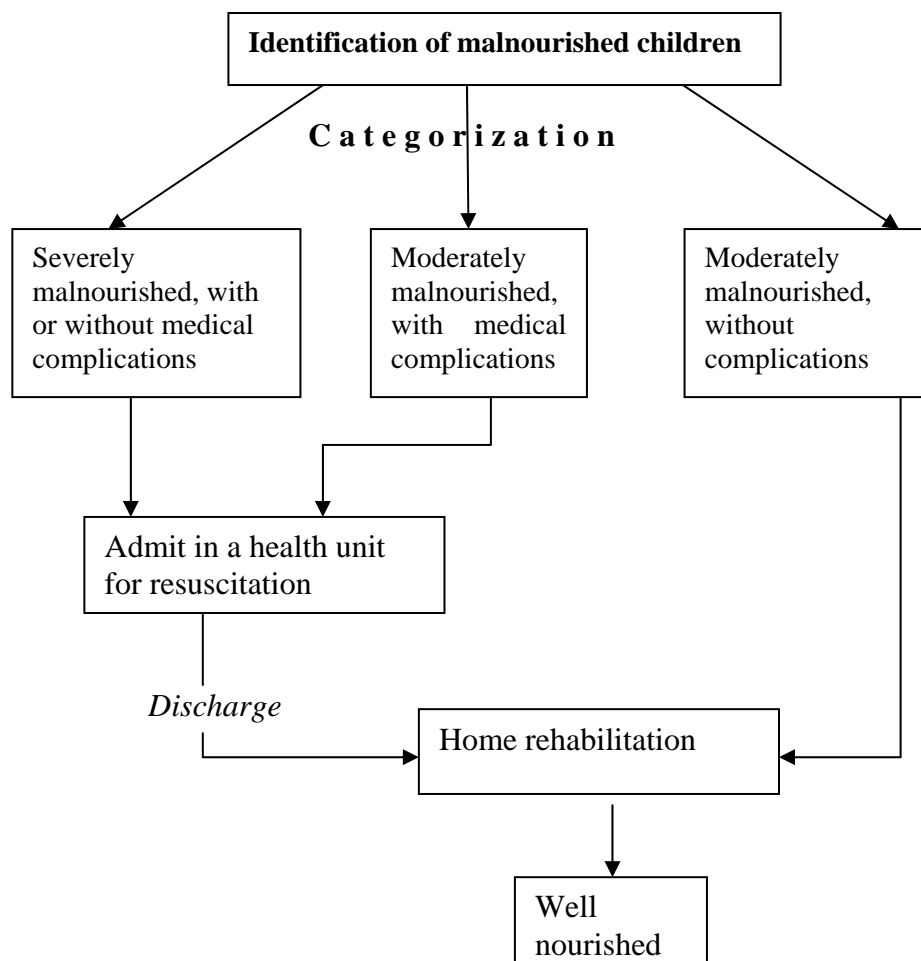 Identification of malnourished children
Categorization
Severely
malnourished, with
or without medical
complications
Moderately
malnourished,
with medical
complications
Moderately
malnourished,
without
complications
Admit in a health unit
for resuscitation
Discharge
Home rehabilitation
Well
nourished